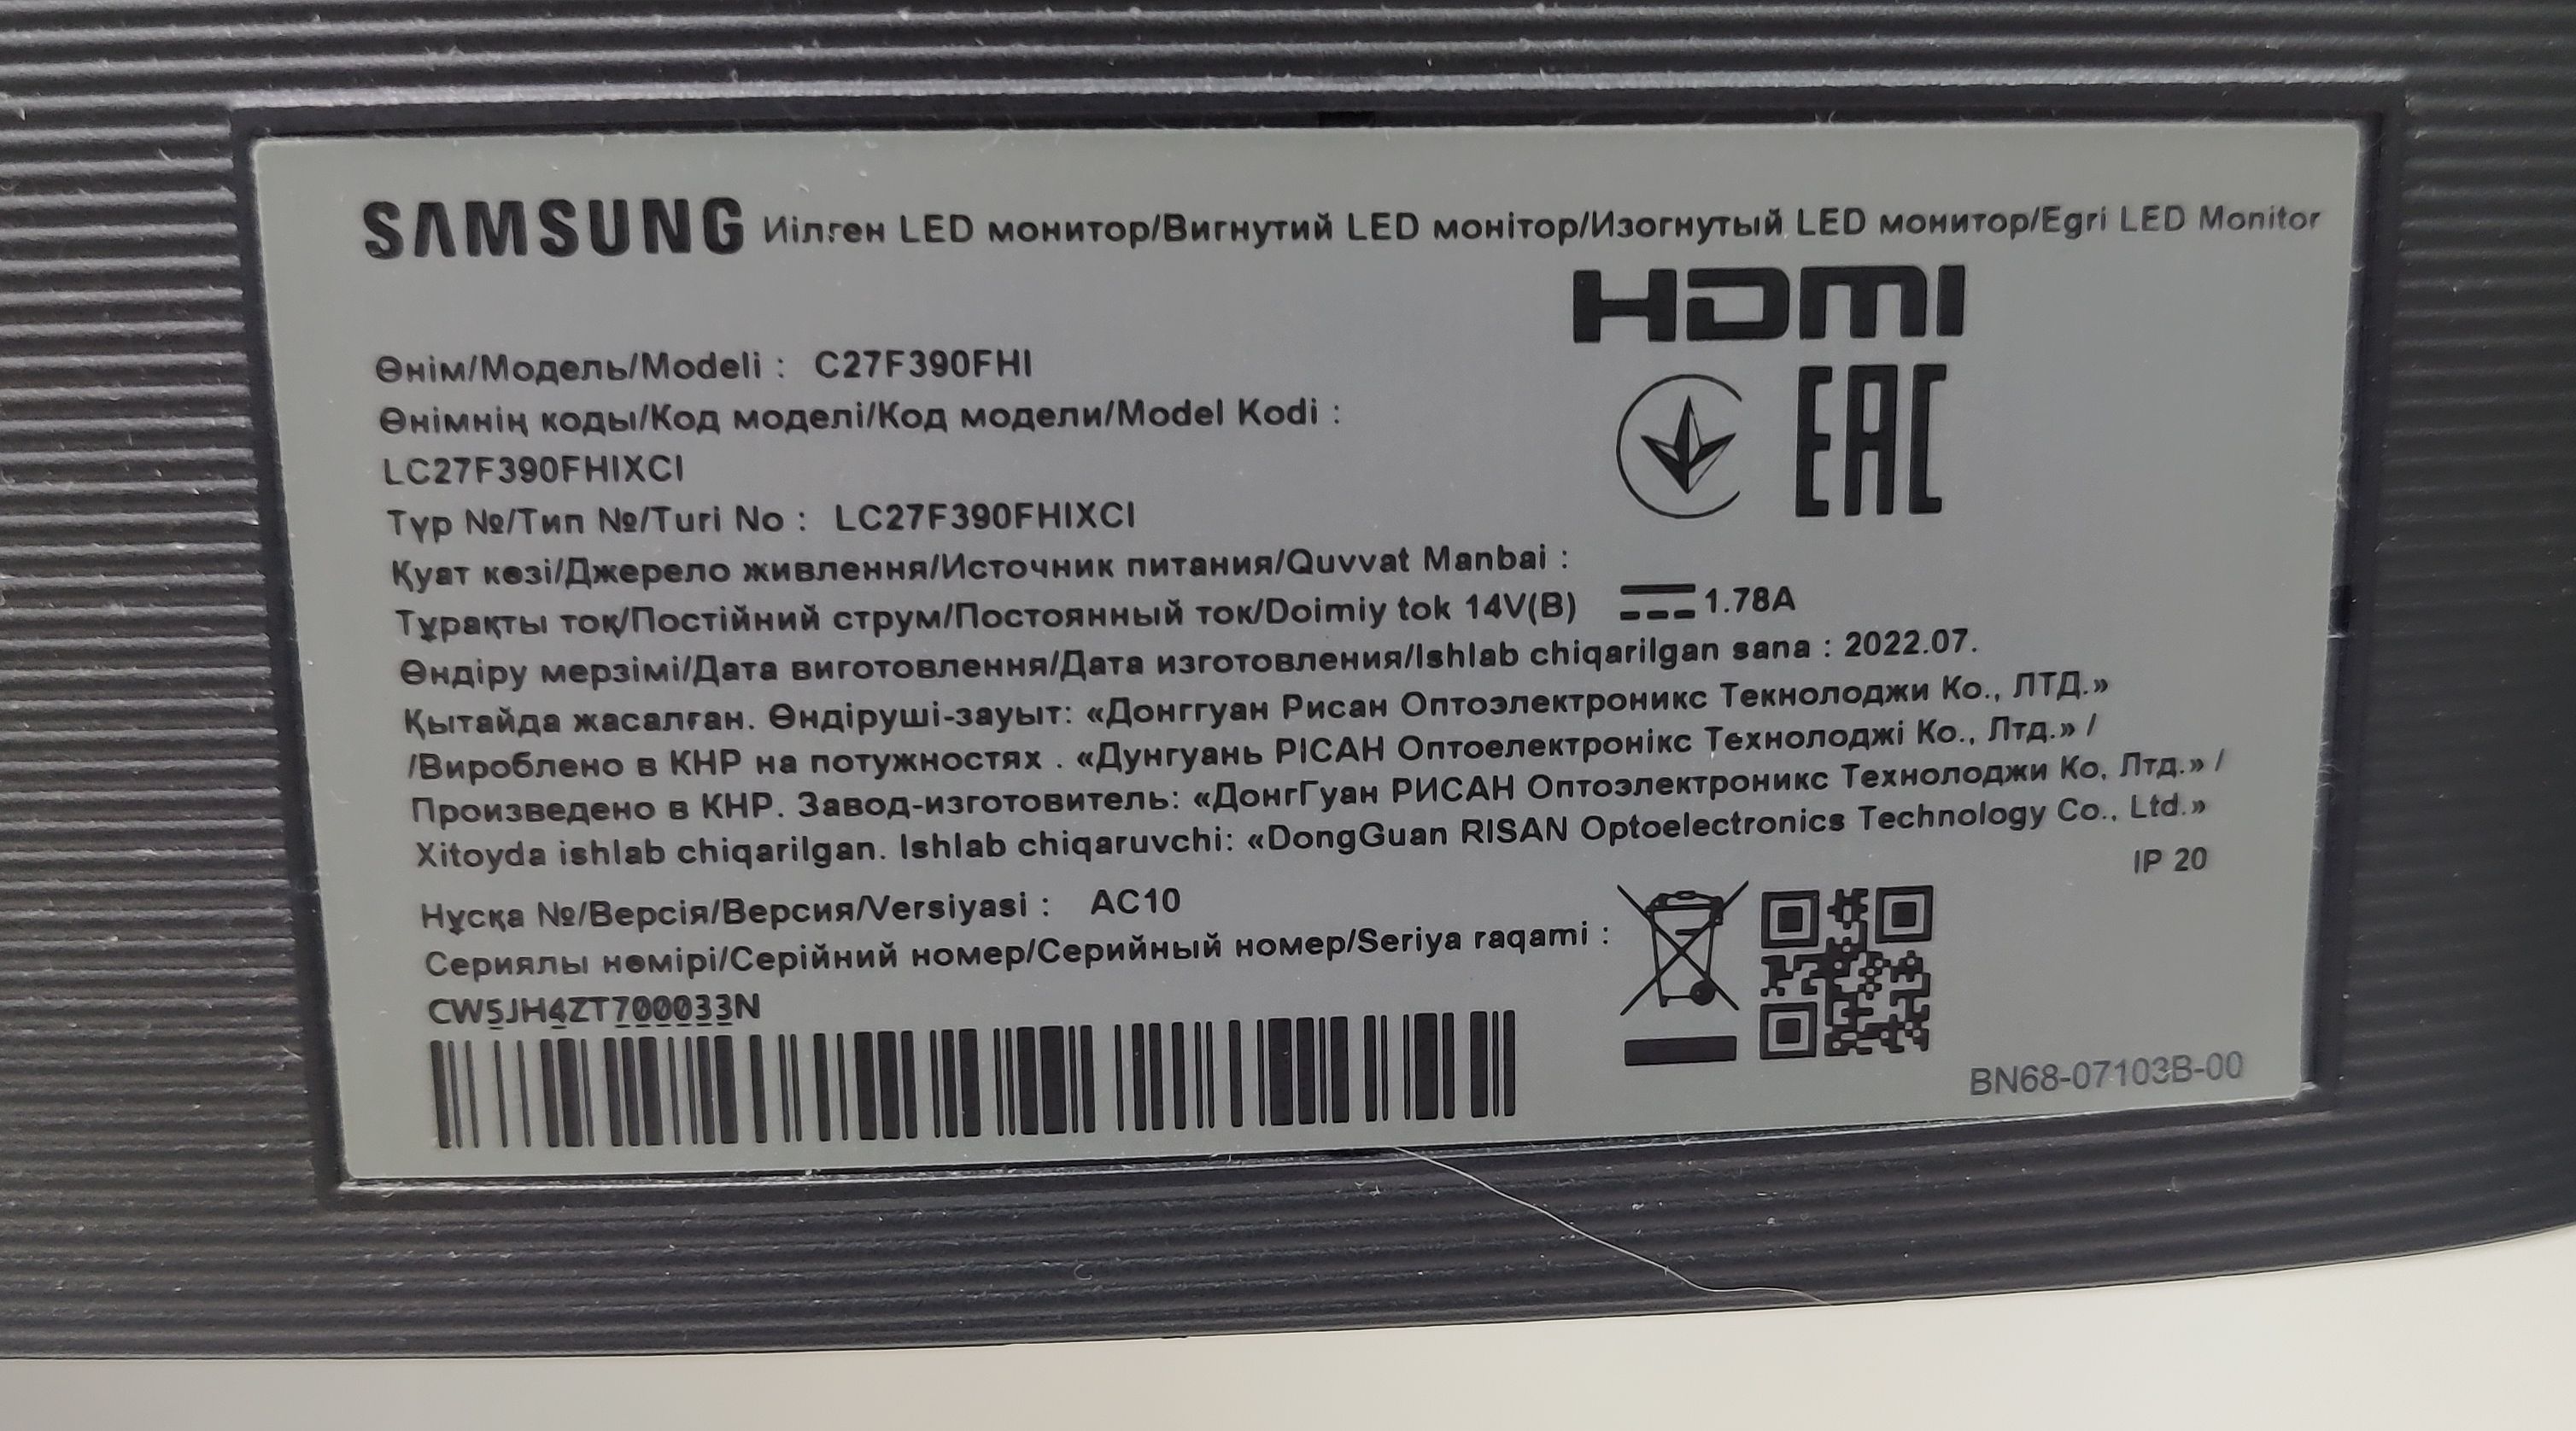 SAMSUNG Иілген LED монитор/Вигнутий LED монітор/Изогнутый LED монитор/Egri LED Monitor
HDMI
Өнім/Модель/Modeli : C27F390FHI
Өнімнің коды/Код моделі/Код модели/Model Kodi :
LC27F390FHIXCI
EAC
Түр №/Тип №/Turi No : LC27F390FHIXCI
Қуат көзі/Джерело живлення/Источник питания/Quvvat Manbai :
Тұрақты тоқ/Постійний струм/Постоянный ток/Doimiy tok 14V(B) 1.78A
Өндіру мерзімі/Дата виготовлення/Дата изготовления/Ishlab chiqarilgan sana : 2022.07.
Қытайда жасалған. Өндіруші-зауыт: «Донггуан Рисан Оптоэлектроникс Текнолоджи Ко., ЛТД.»
/Вироблено в КНР на потужностях . «Дунгуань РІСАН Оптоелектронікс Технолоджі Ко., Лтд.» /
Произведено в КНР. Завод-изготовитель: «ДонгГуан РИСАН Оптоэлектроникс Технолоджи Ко, Лтд.» /
Xitoyda ishlab chiqarilgan. Ishlab chiqaruvchi: «DongGuan RISAN Optoelectronics Technology Co., Ltd.»
IP 20
Нұсқа №/Версія/Версия/Versiyasi : AC10
Сериялы нөмірі/Серійний номер/Серийный номер/Seriya raqami :
CW5JH4ZT700033N
BN68-07103B-00